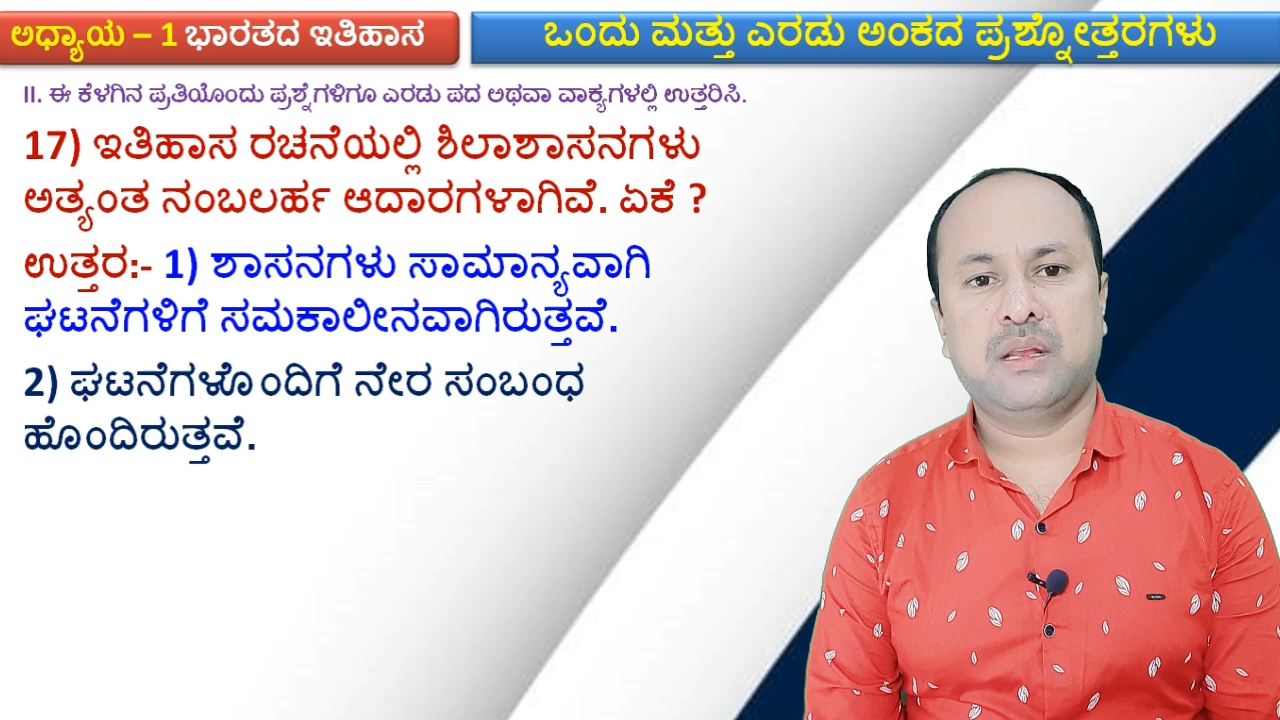 ಅಧ್ಯಾಯ – 1 ಭಾರತದ ಇತಿಹಾಸ
ಒಂದು ಮತ್ತು ಎರಡು ಅಂಕದ ಪ್ರಶ್ನೋತ್ತರಗಳು
II. ಈ ಕೆಳಗಿನ ಪ್ರತಿಯೊಂದು ಪ್ರಶ್ನೆಗಳಿಗೂ ಎರಡು ಪದ ಅಥವಾ ವಾಕ್ಯಗಳಲ್ಲಿ ಉತ್ತರಿಸಿ.
17) ಇತಿಹಾಸ ರಚನೆಯಲ್ಲಿ ಶಿಲಾಶಾಸನಗಳು
ಅತ್ಯಂತ ನಂಬಲರ್ಹ ಆದಾರಗಳಾಗಿವೆ. ಏಕೆ ?
ಉತ್ತರ:- 1) ಶಾಸನಗಳು ಸಾಮಾನ್ಯವಾಗಿ
ಘಟನೆಗಳಿಗೆ ಸಮಕಾಲೀನವಾಗಿರುತ್ತವೆ.
2) ಘಟನೆಗಳೊಂದಿಗೆ ನೇರ ಸಂಬಂಧ
ಹೊಂದಿರುತ್ತವೆ.